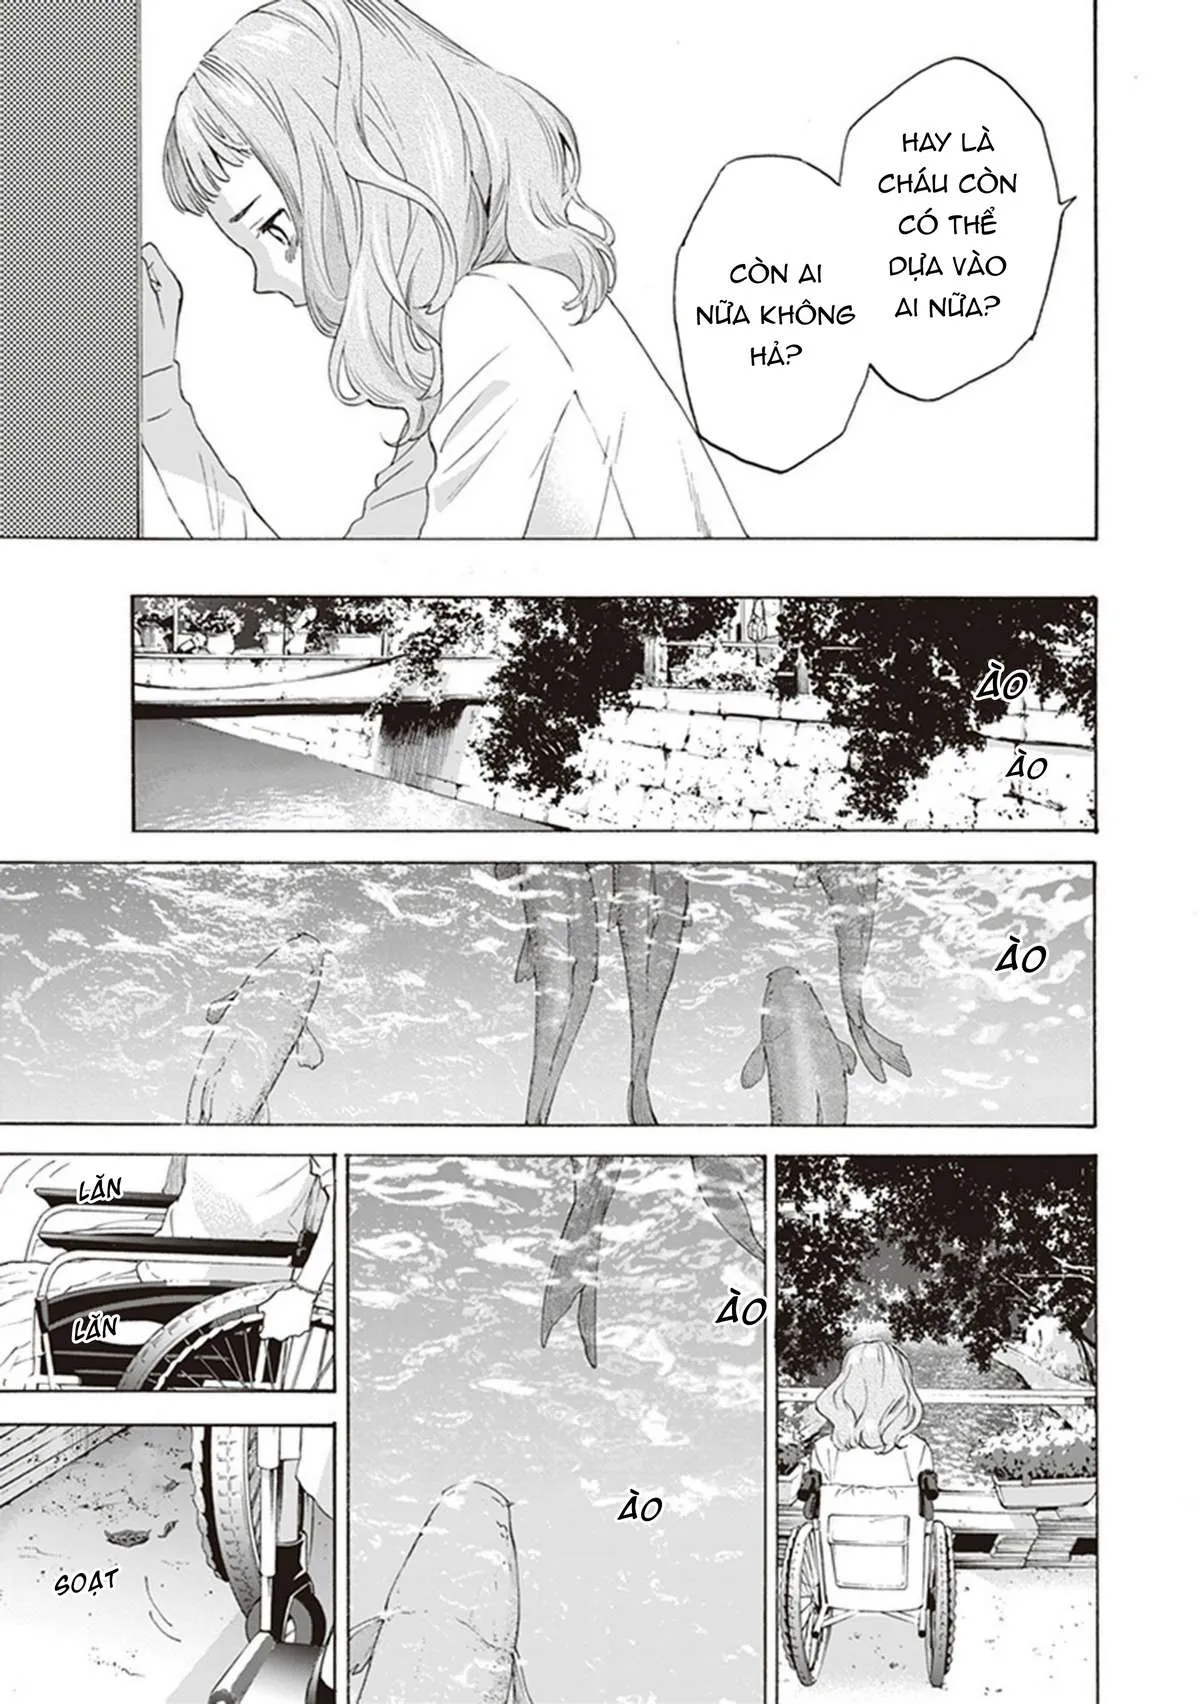 HAY LÀ
CHÁU CÒN
CÓ THỂ
DỰA VÀO
AI NỮA?
CÒN AI
NỮA KHÔNG
HẢ?
ÀO
ÀO
ÀO
ÀO
ÀO
LĂN
LĂN
SOẠT